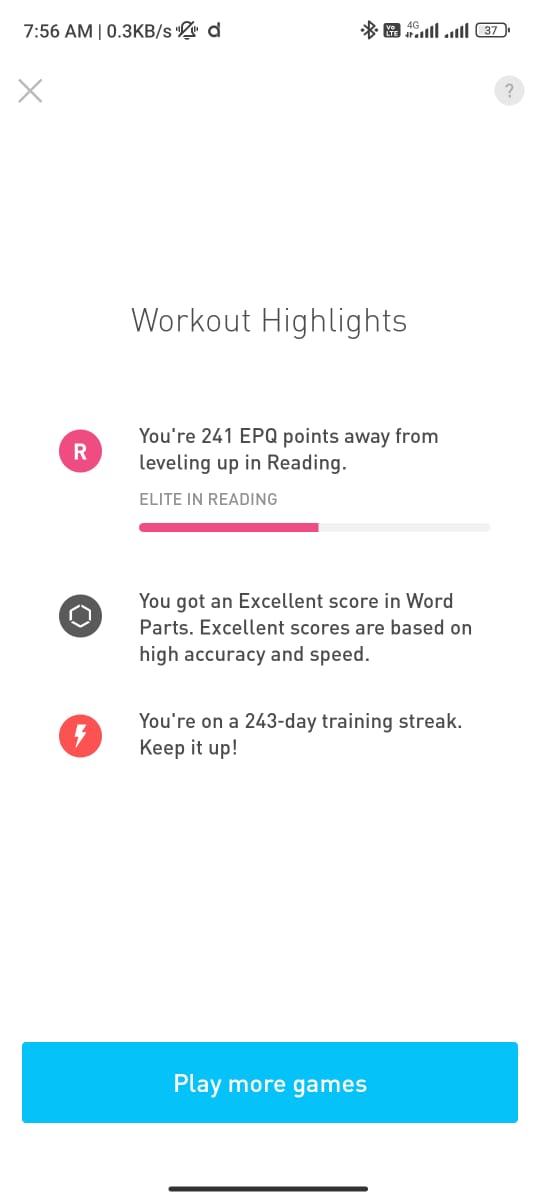 7:56 AM | 0.3KB/s d Vo LTE 4G 37
?
Workout Highlights
R
You're 241 EPQ points away from
leveling up in Reading.
ELITE IN READING
You got an Excellent score in Word
Parts. Excellent scores are based on
high accuracy and speed.
You're on a 243-day training streak.
Keep it up!
Play more games